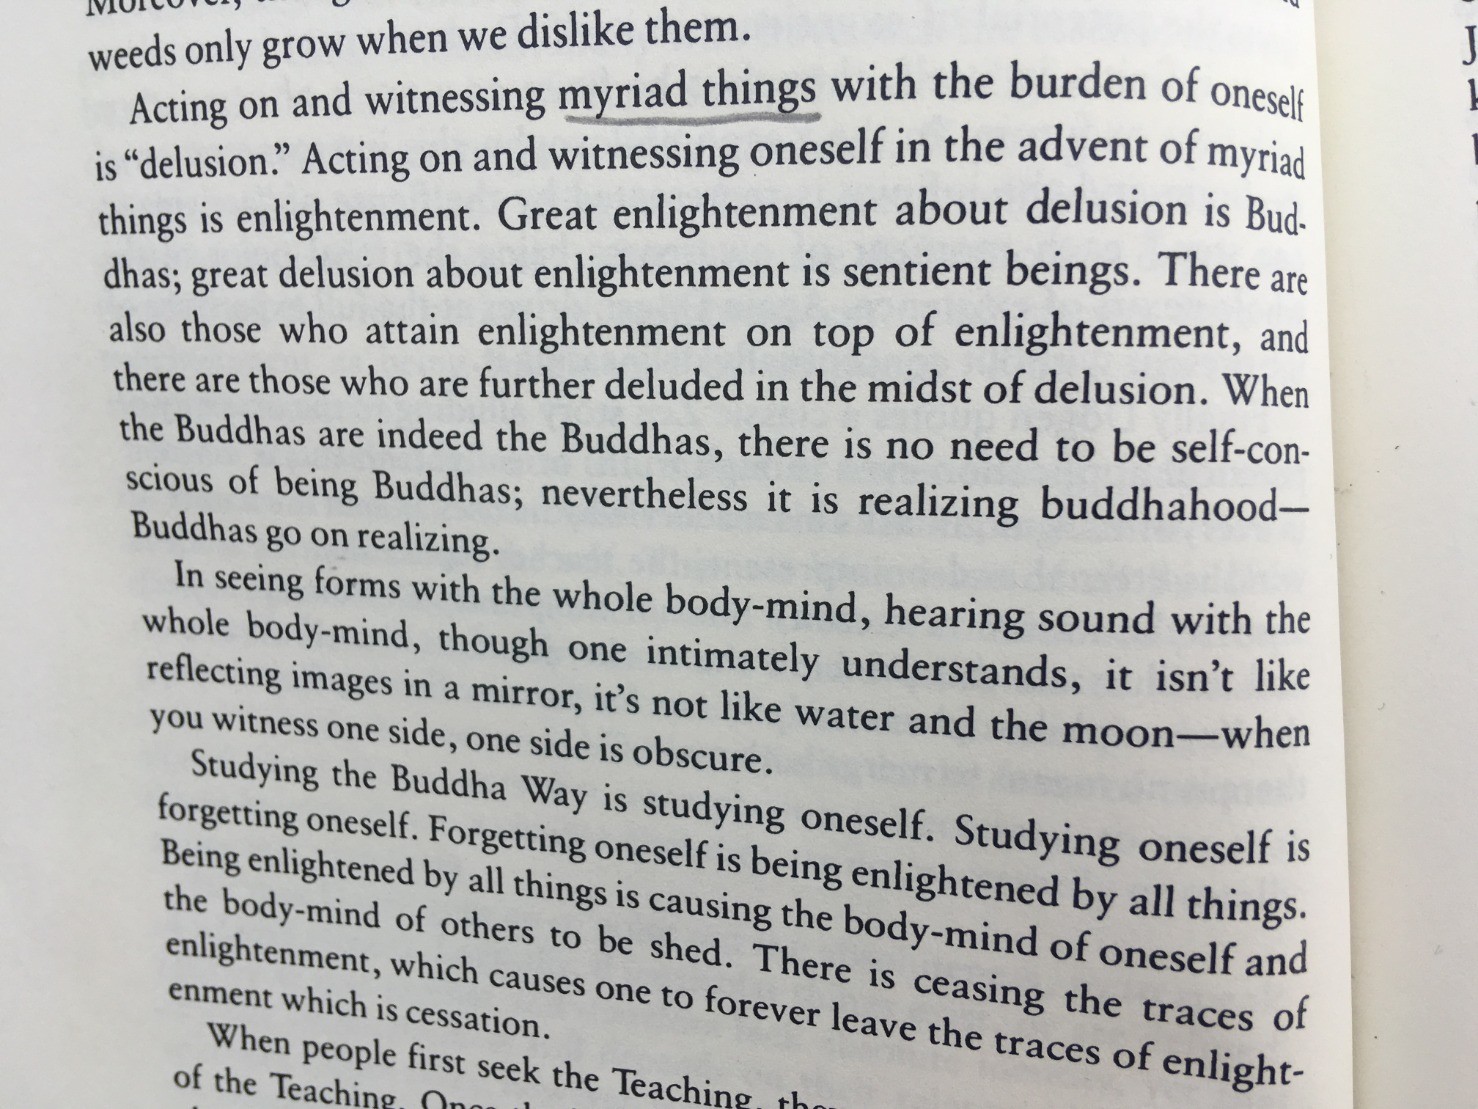 Moreover,
weeds only grow when we dislike them.
Acting on and witnessing myriad things with the burden of oneself
is “delusion.” Acting on and witnessing oneself in the advent of myriad
things is enlightenment. Great enlightenment about delusion is Bud-
dhas; great delusion about enlightenment is sentient beings. There are
also those who attain enlightenment on top of enlightenment, and
there are those who are further deluded in the midst of delusion. When
the Buddhas are indeed the Buddhas, there is no need to be self-con-
scious of being Buddhas; nevertheless it is realizing buddhahood—
Buddhas go on realizing.
In seeing forms with the whole body-mind, hearing sound with the
whole body-mind, though one intimately understands, it isn’t like
reflecting images in a mirror, it’s not like water and the moon—when
you witness one side, one side is obscure.
Studying the Buddha Way is studying oneself. Studying oneself is
forgetting oneself. Forgetting oneself is being enlightened by all things.
Being enlightened by all things is causing the body-mind of oneself and
the body-mind of others to be shed. There is ceasing the traces of
enlightenment, which causes one to forever leave the traces of enlight-
enment which is cessation.
When people first seek the Teaching,
of the Teaching.